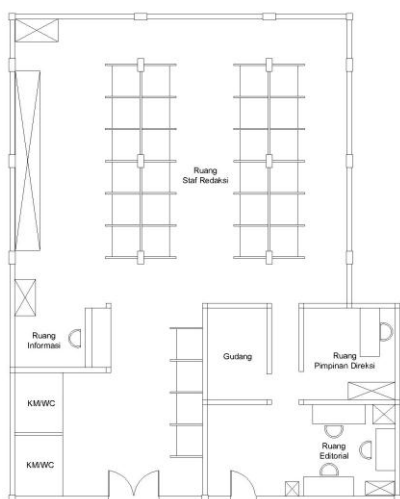 Ruang
Staf Redaksi
Ruang
Informasi
Gudang
Ruang
Pimpinan Direksi
KM/WC
Ruang
Editorial
KM/WC